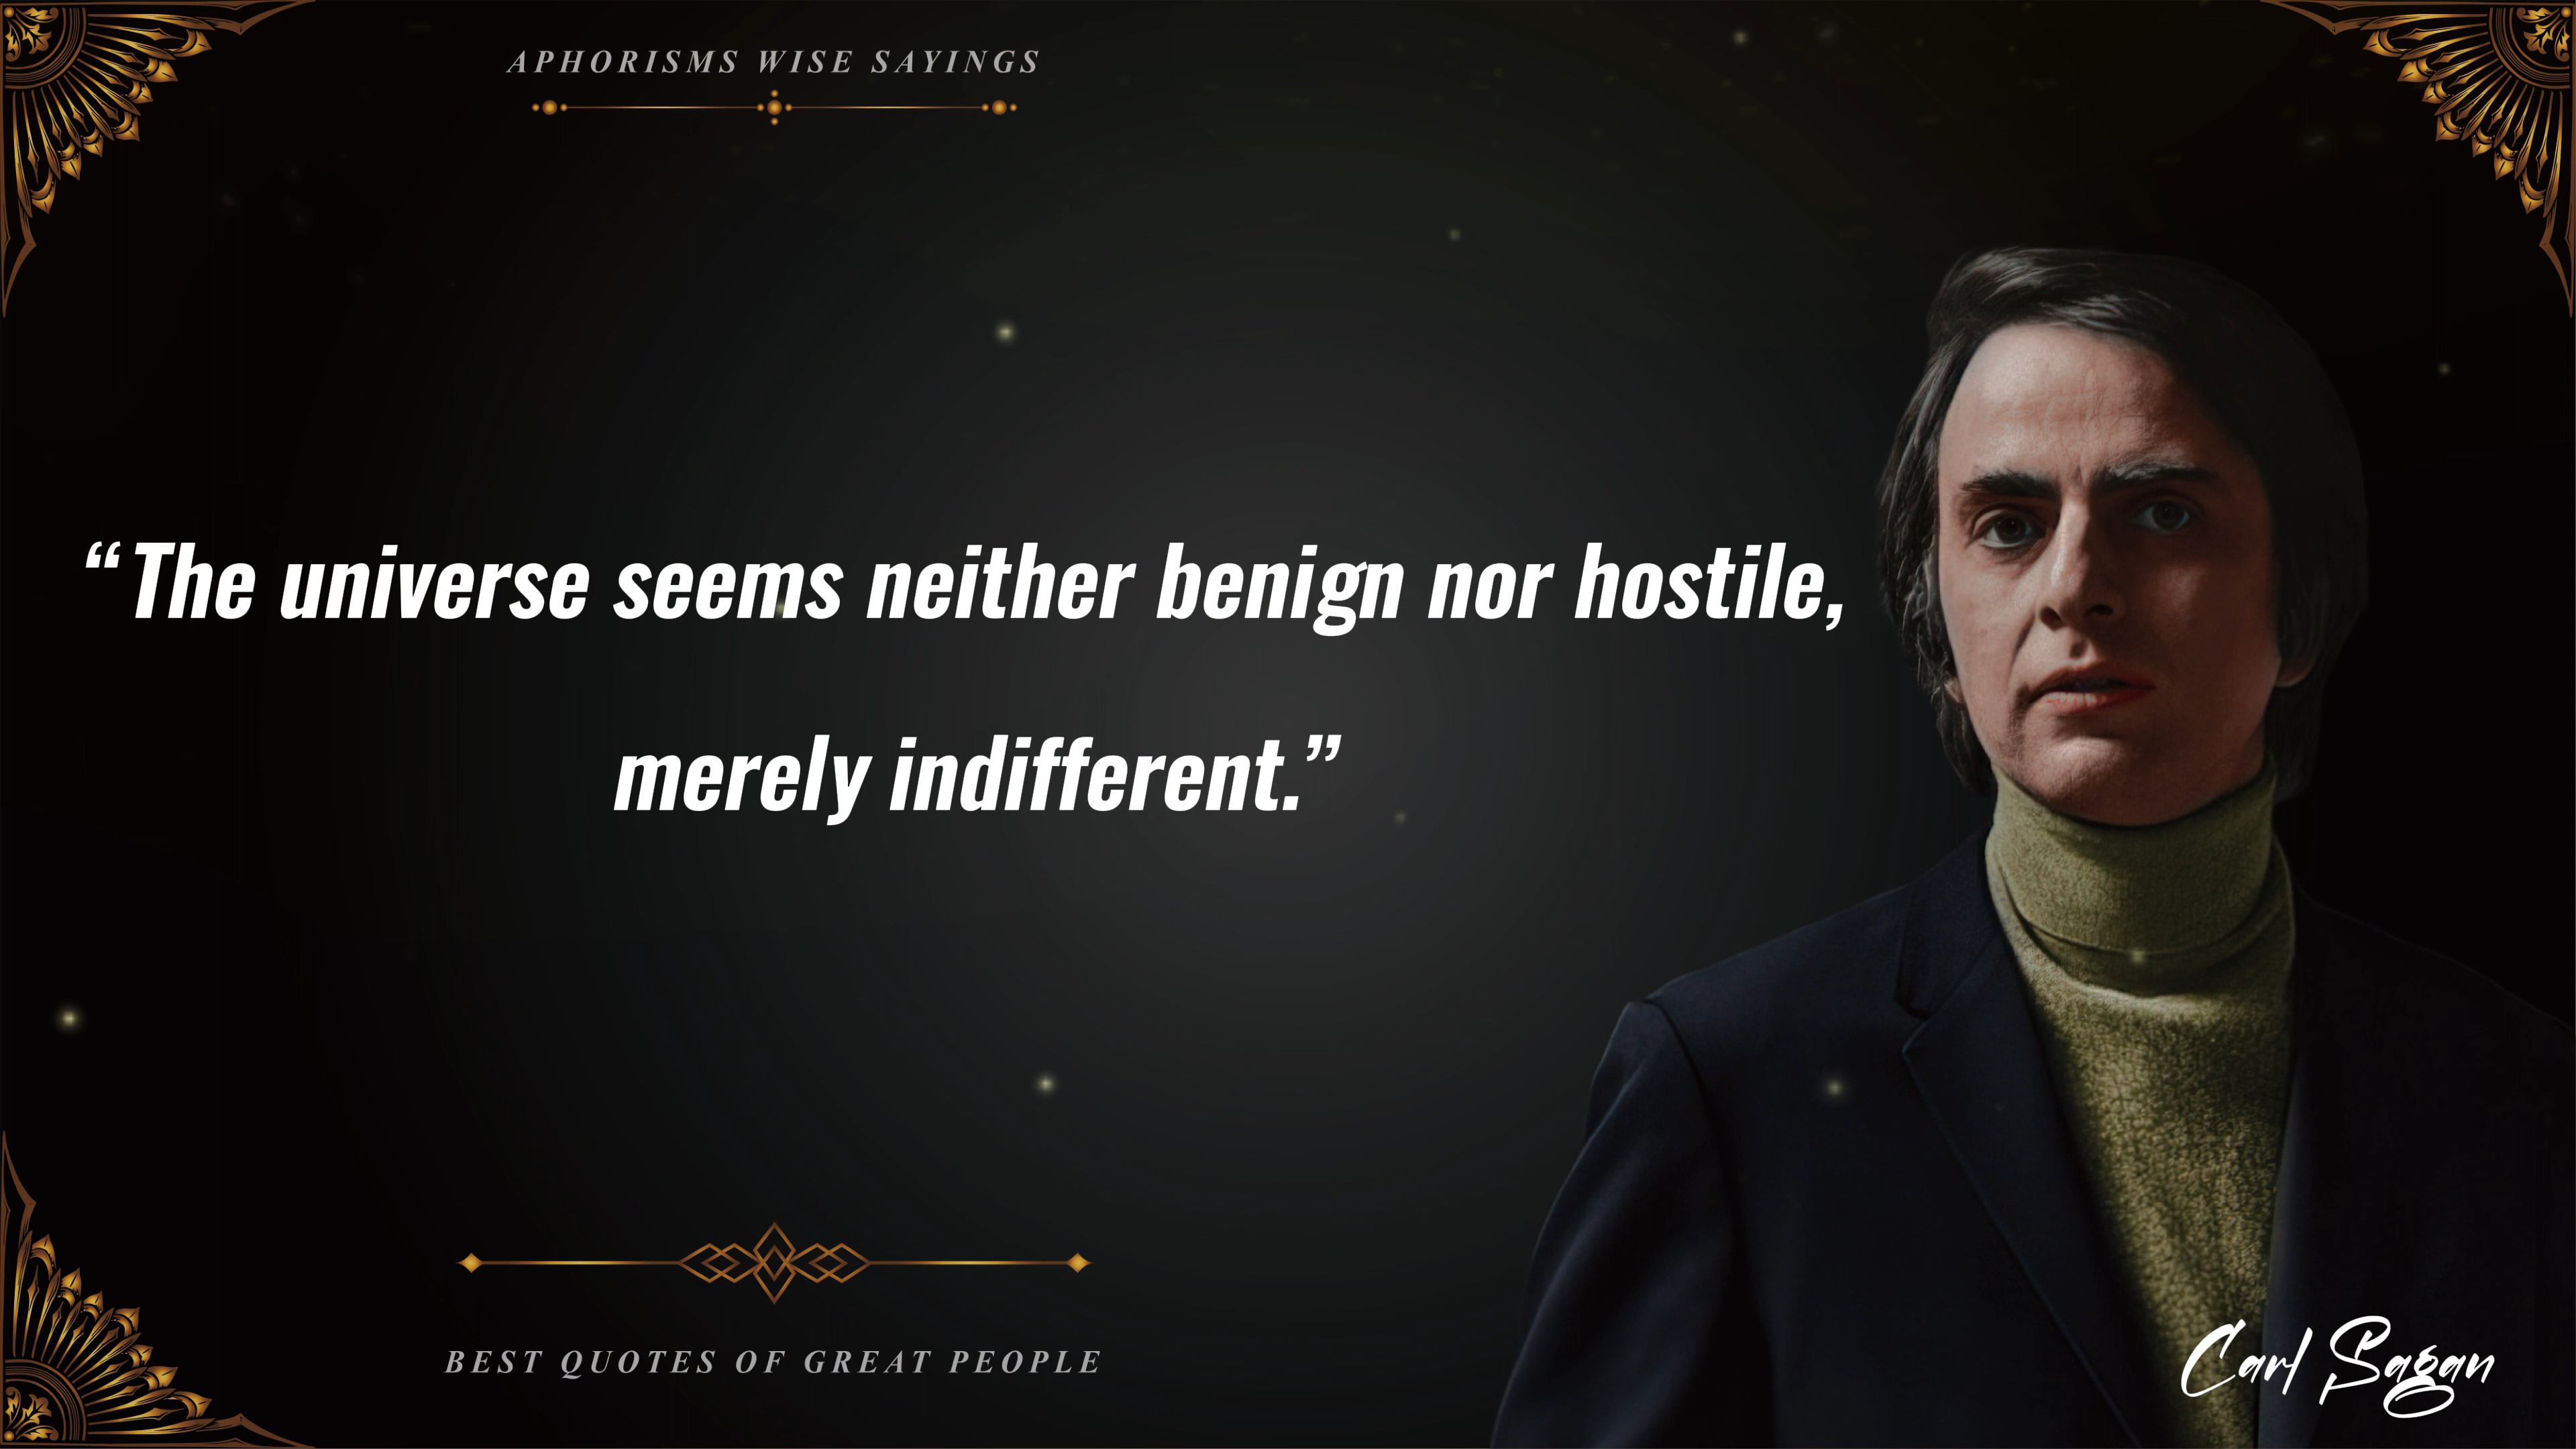 APHORISMS WISE SAYINGS
“The universe seems neither benign nor hostile,
merely indifferent.”
BEST QUOTES OF GREAT PEOPLE
Carl Sagan